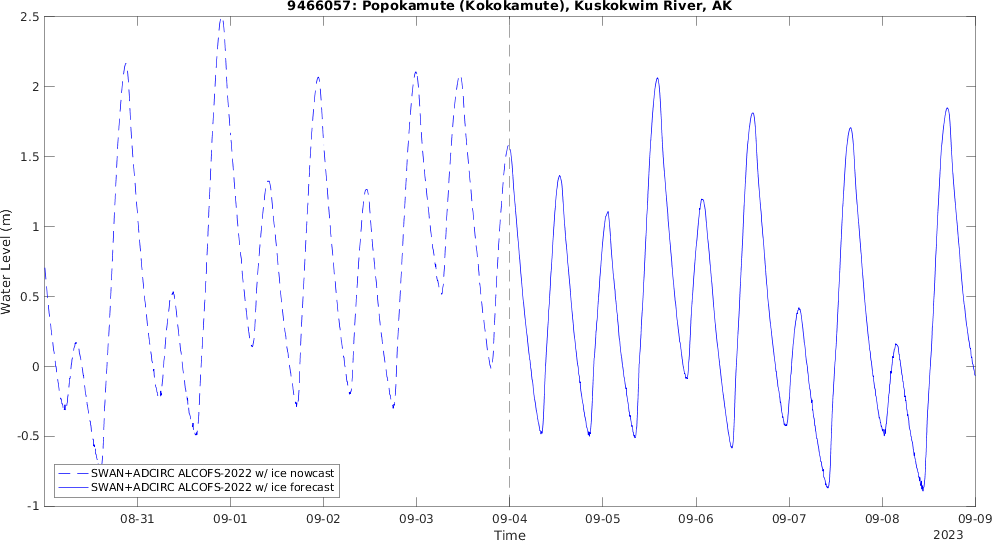 9466057: Popokamute (Kokokamute), Kuskokwim River, AK
2.5
2
1.5
1
0.5
0
-0.5
-1
Water Level (m)
SWAN+ADCIRC ALCOFS-2022 w/ ice nowcast
SWAN+ADCIRC ALCOFS-2022 w/ ice forecast
08-31 09-01 09-02 09-03 09-04 09-05 09-06 09-07 09-08 09-09
Time
2023